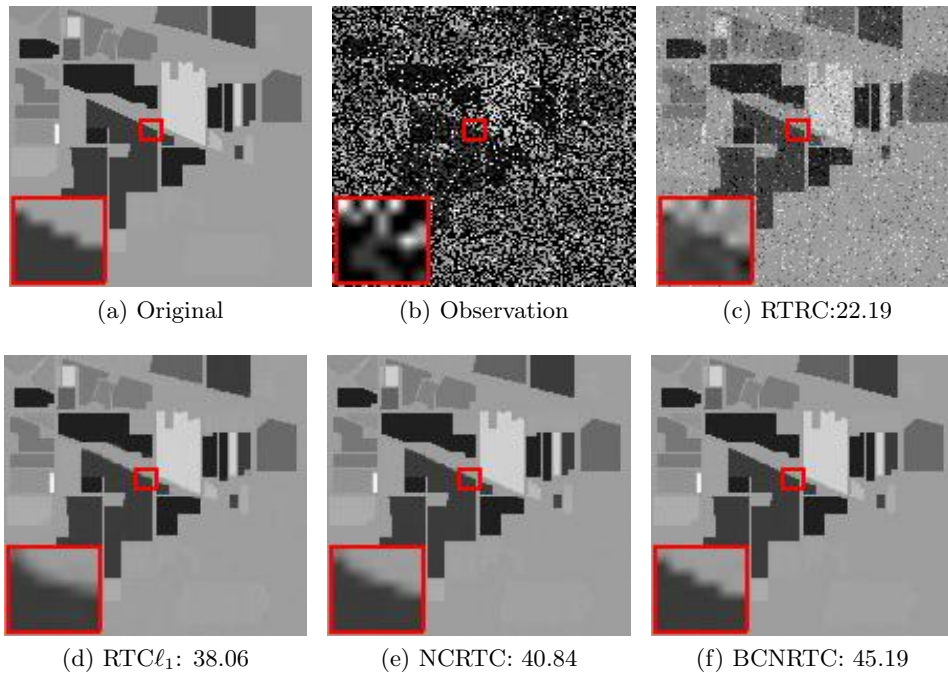 (a) Original
(b) Observation
(c) RTRC:22.19
(d) RTCℓ₁: 38.06
(e) NCRTC: 40.84
(f) BCNRTC: 45.19